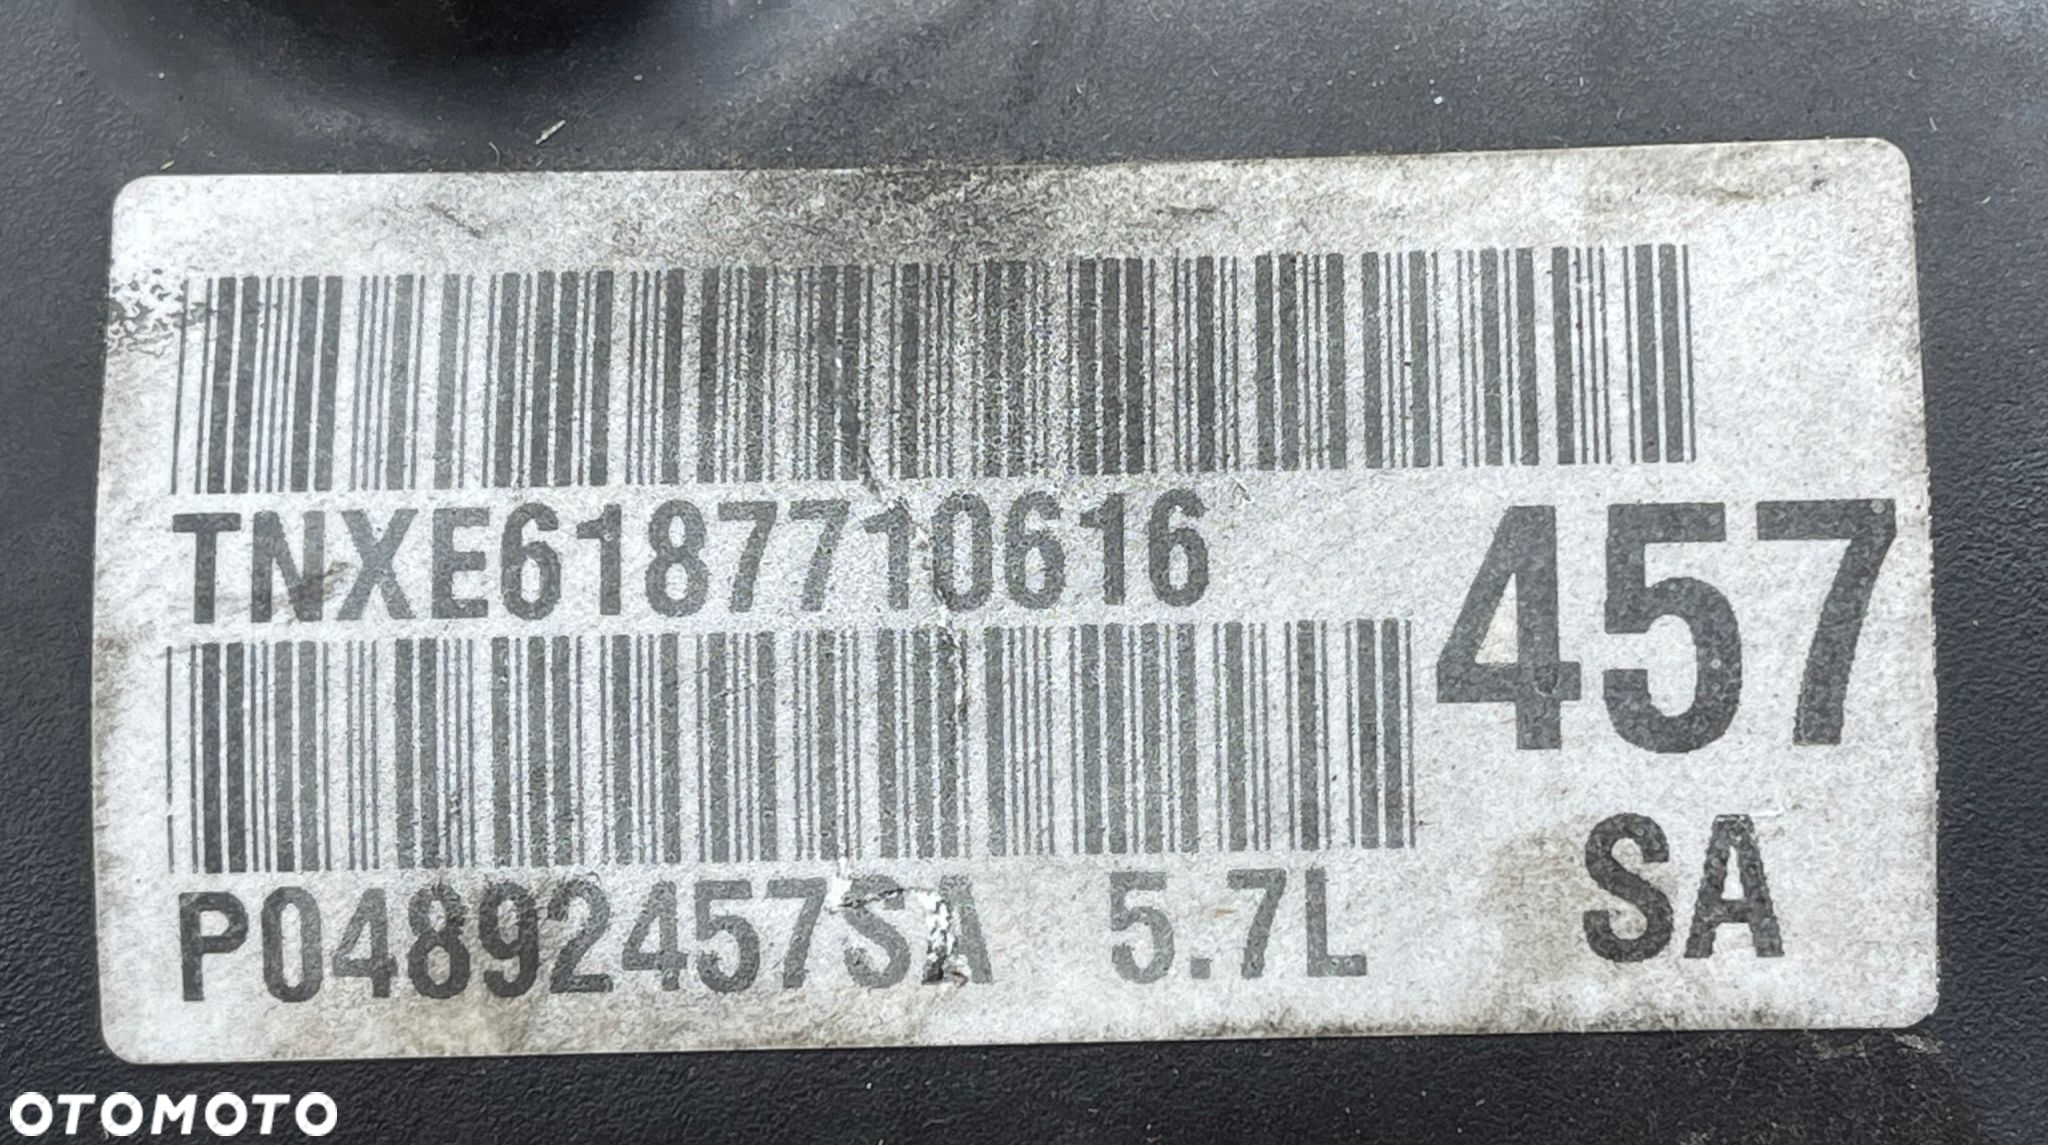 TNXE6187710616
457
P04892457SA 5.7L
SA
OTOMOTO